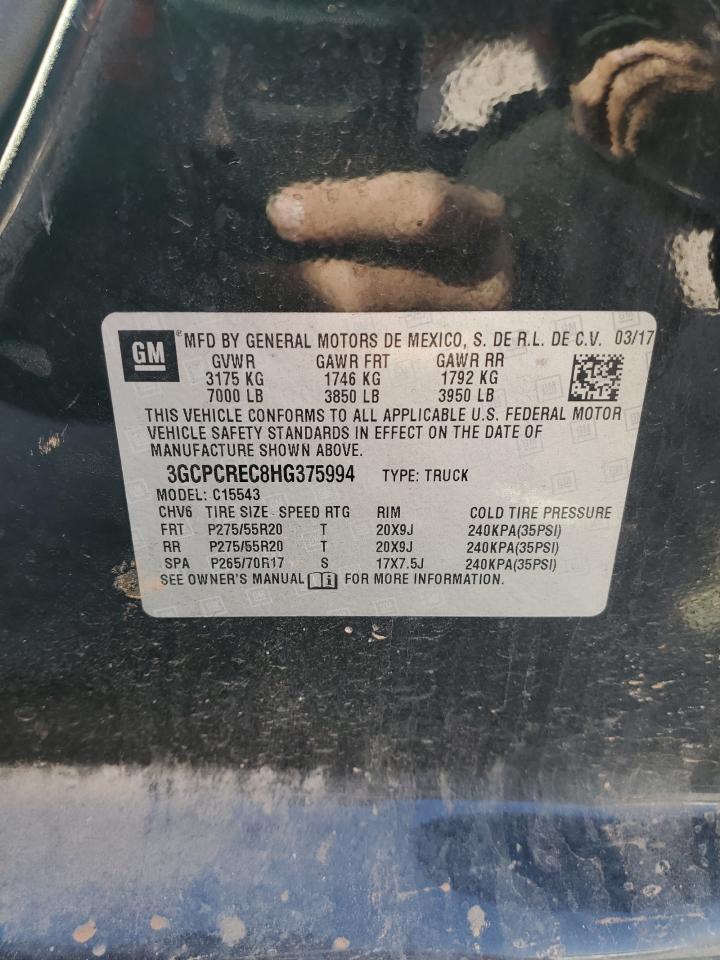 GM ® MFD BY GENERAL MOTORS DE MEXICO, S. DE R.L. DE C.V. 03/17
GVWR GAWR FRT GAWR RR
3175 KG 1746 KG 1792 KG
7000 LB 3850 LB 3950 LB
THIS VEHICLE CONFORMS TO ALL APPLICABLE U.S. FEDERAL MOTOR
VEHICLE SAFETY STANDARDS IN EFFECT ON THE DATE OF
MANUFACTURE SHOWN ABOVE.
3GCPCREC8HG375994 TYPE: TRUCK
MODEL: C15543
CHV6 TIRE SIZE SPEED RTG RIM COLD TIRE PRESSURE
FRT P275/55R20 T 20X9J 240KPA(35PSI)
RR P275/55R20 T 20X9J 240KPA(35PSI)
SPA P265/70R17 S 17X7.5J 240KPA(35PSI)
SEE OWNER'S MANUAL i FOR MORE INFORMATION.